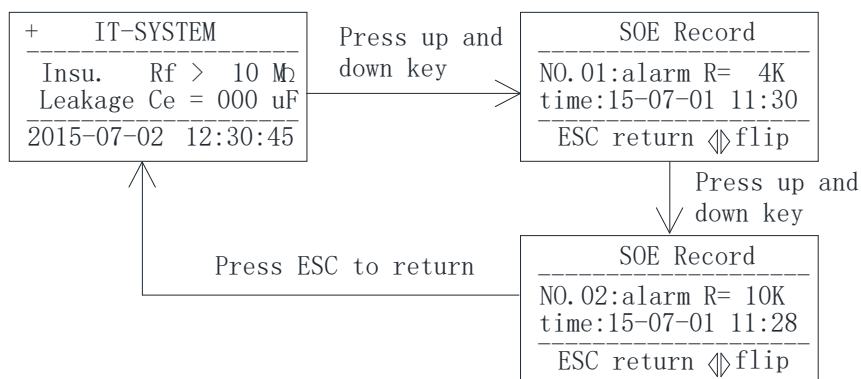 + IT-SYSTEM
Insu. Rf > 10 MΩ
Leakage Ce = 000 uF
2015-07-02 12:30:45
Press up and
down key
SOE Record
NO.01:alarm R= 4K
time:15-07-01 11:30
ESC return flip
Press up and
down key
SOE Record
NO.02:alarm R= 10K
time:15-07-01 11:28
ESC return flip
Press ESC to return